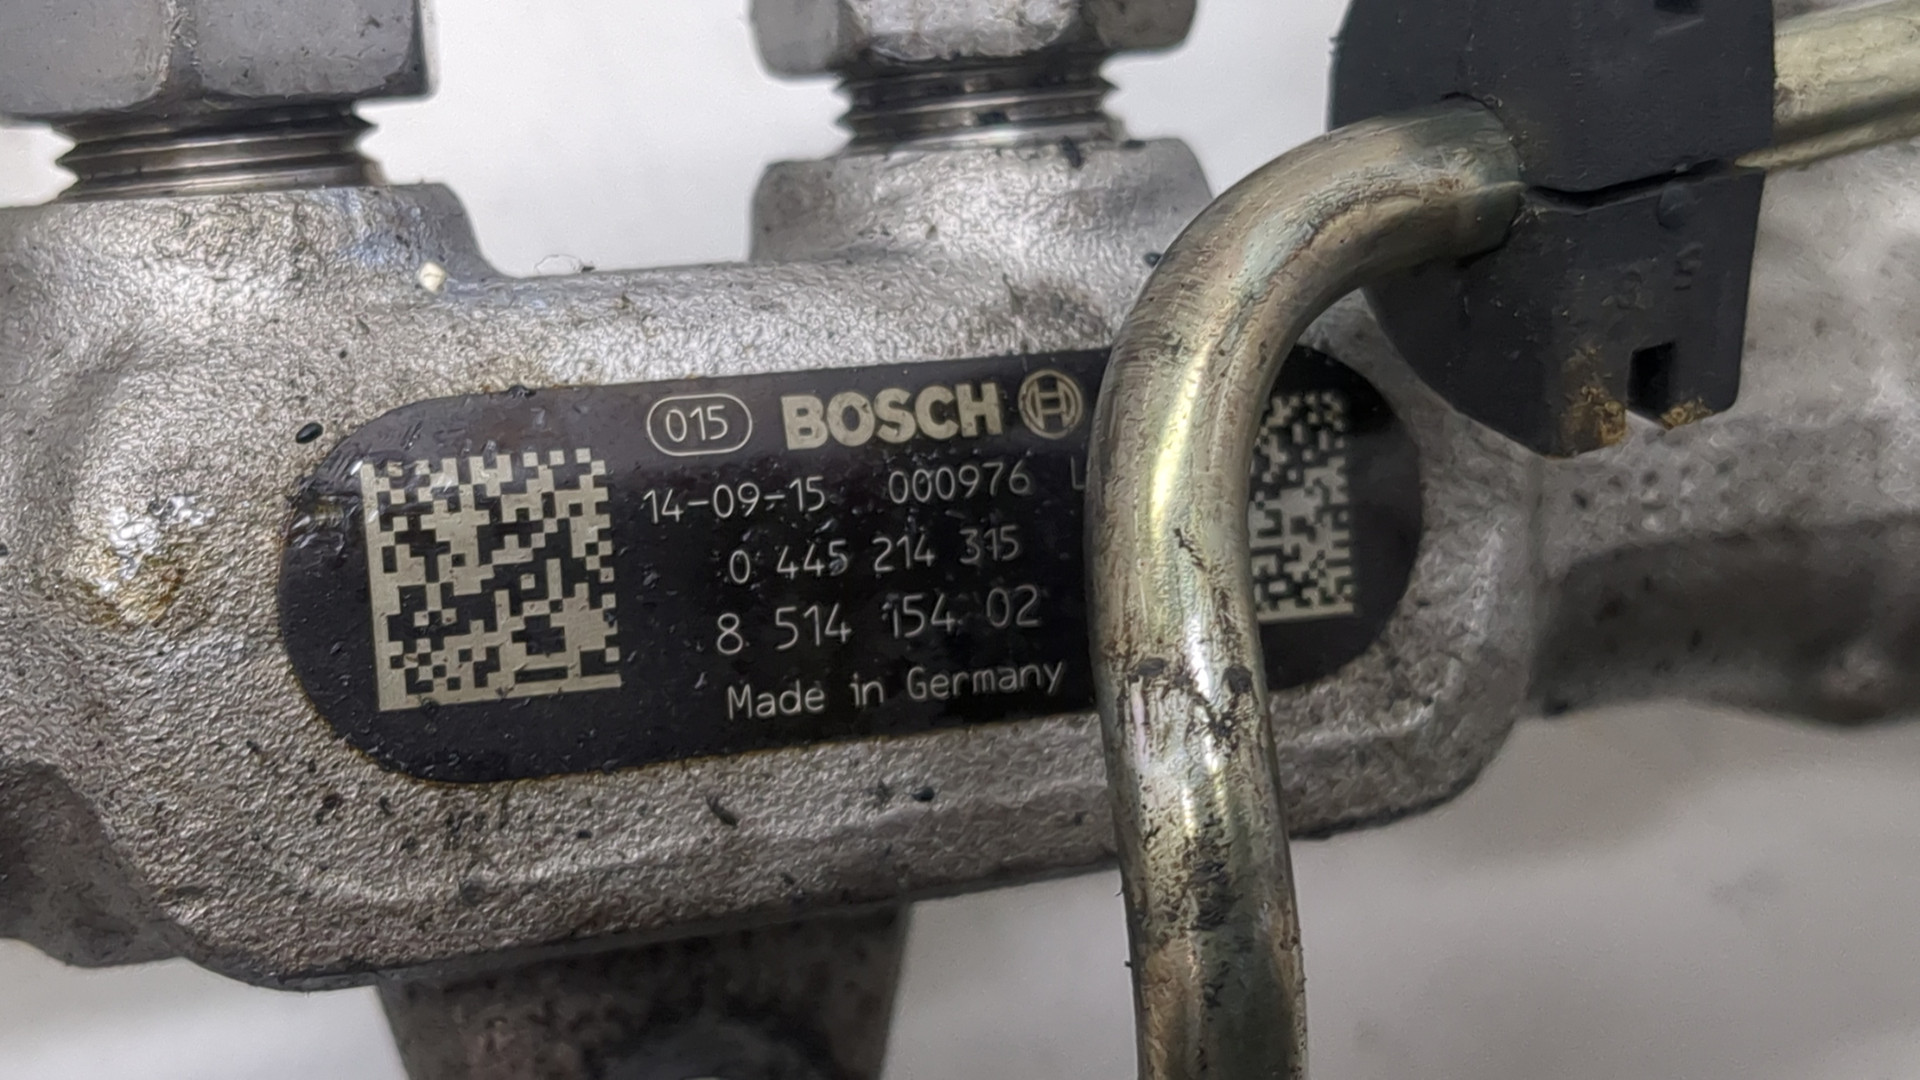 015 BOSCH
14-09-15 000976
0 445 214 315
8 514 154 02
Made in Germany